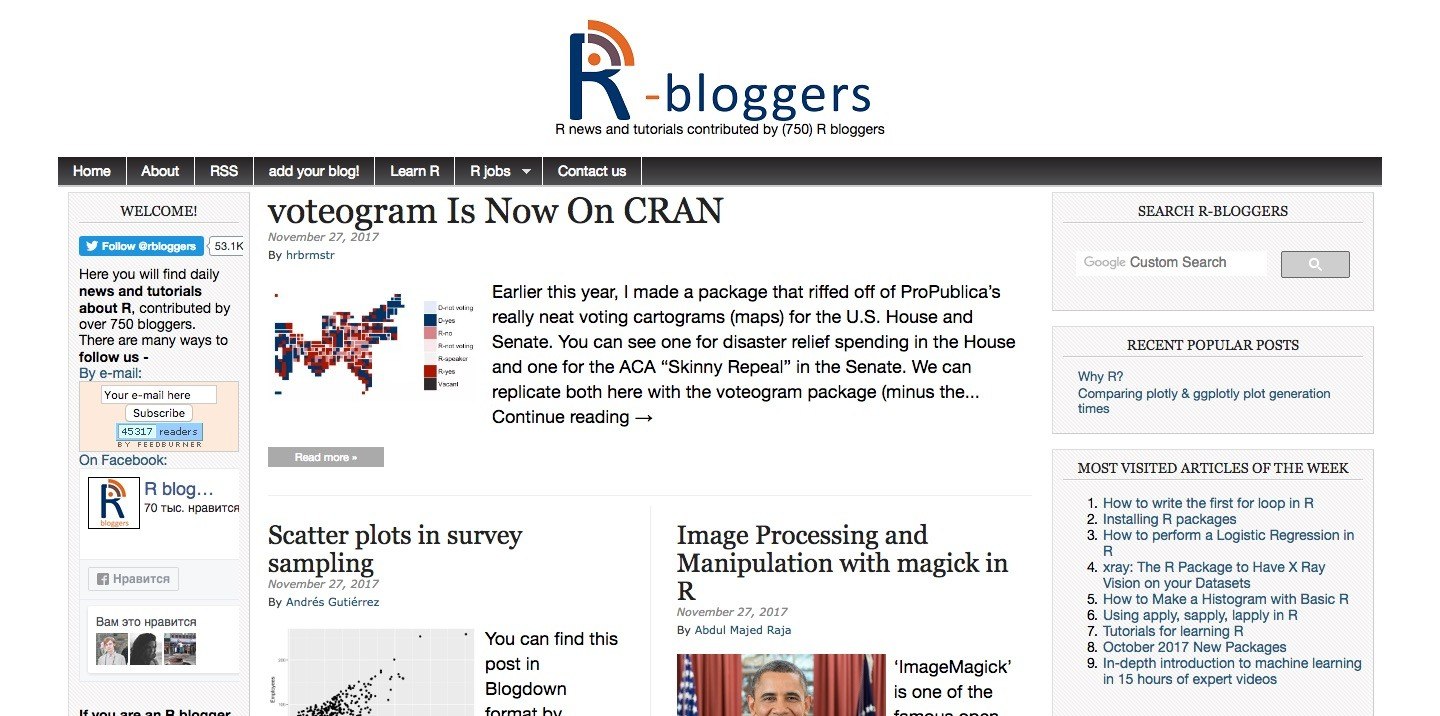 R-bloggers
R news and tutorials contributed by (750) R bloggers
Home
About
RSS
add your blog!
Learn R
R jobs
Contact us
WELCOME!
Follow @rbloggers
53.1K
Here you will find daily
news and tutorials
about R, contributed by
over 750 bloggers.
There are many ways to
follow us -
By e-mail:
Your e-mail here
Subscribe
45317 readers
BY FEEDBURNER
On Facebook:
R blog...
bloggers
70 тыс. нравится
Нравится
Вам это нравится
If you are an R blogger
voteogram Is Now On CRAN
November 27, 2017
By hrbrmstr
D-not voting
D-yes
R-no
R-not voting
R-speaker
R-yes
Vacant
Earlier this year, I made a package that riffed off of ProPublica’s
really neat voting cartograms (maps) for the U.S. House and
Senate. You can see one for disaster relief spending in the House
and one for the ACA “Skinny Repeal” in the Senate. We can
replicate both here with the voteogram package (minus the...
Continue reading →
Read more »
Scatter plots in survey
sampling
November 27, 2017
By Andrés Gutiérrez
Employees
You can find this
post in
Blogdown
format by
Image Processing and
Manipulation with magick in
R
November 27, 2017
By Abdul Majed Raja
‘ImageMagick’
is one of the
famous open
SEARCH R-BLOGGERS
Google Custom Search
RECENT POPULAR POSTS
Why R?
Comparing plotly & ggplotly plot generation
times
MOST VISITED ARTICLES OF THE WEEK
1. How to write the first for loop in R
2. Installing R packages
3. How to perform a Logistic Regression in
R
4. xray: The R Package to Have X Ray
Vision on your Datasets
5. How to Make a Histogram with Basic R
6. Using apply, sapply, lapply in R
7. Tutorials for learning R
8. October 2017 New Packages
9. In-depth introduction to machine learning
in 15 hours of expert videos